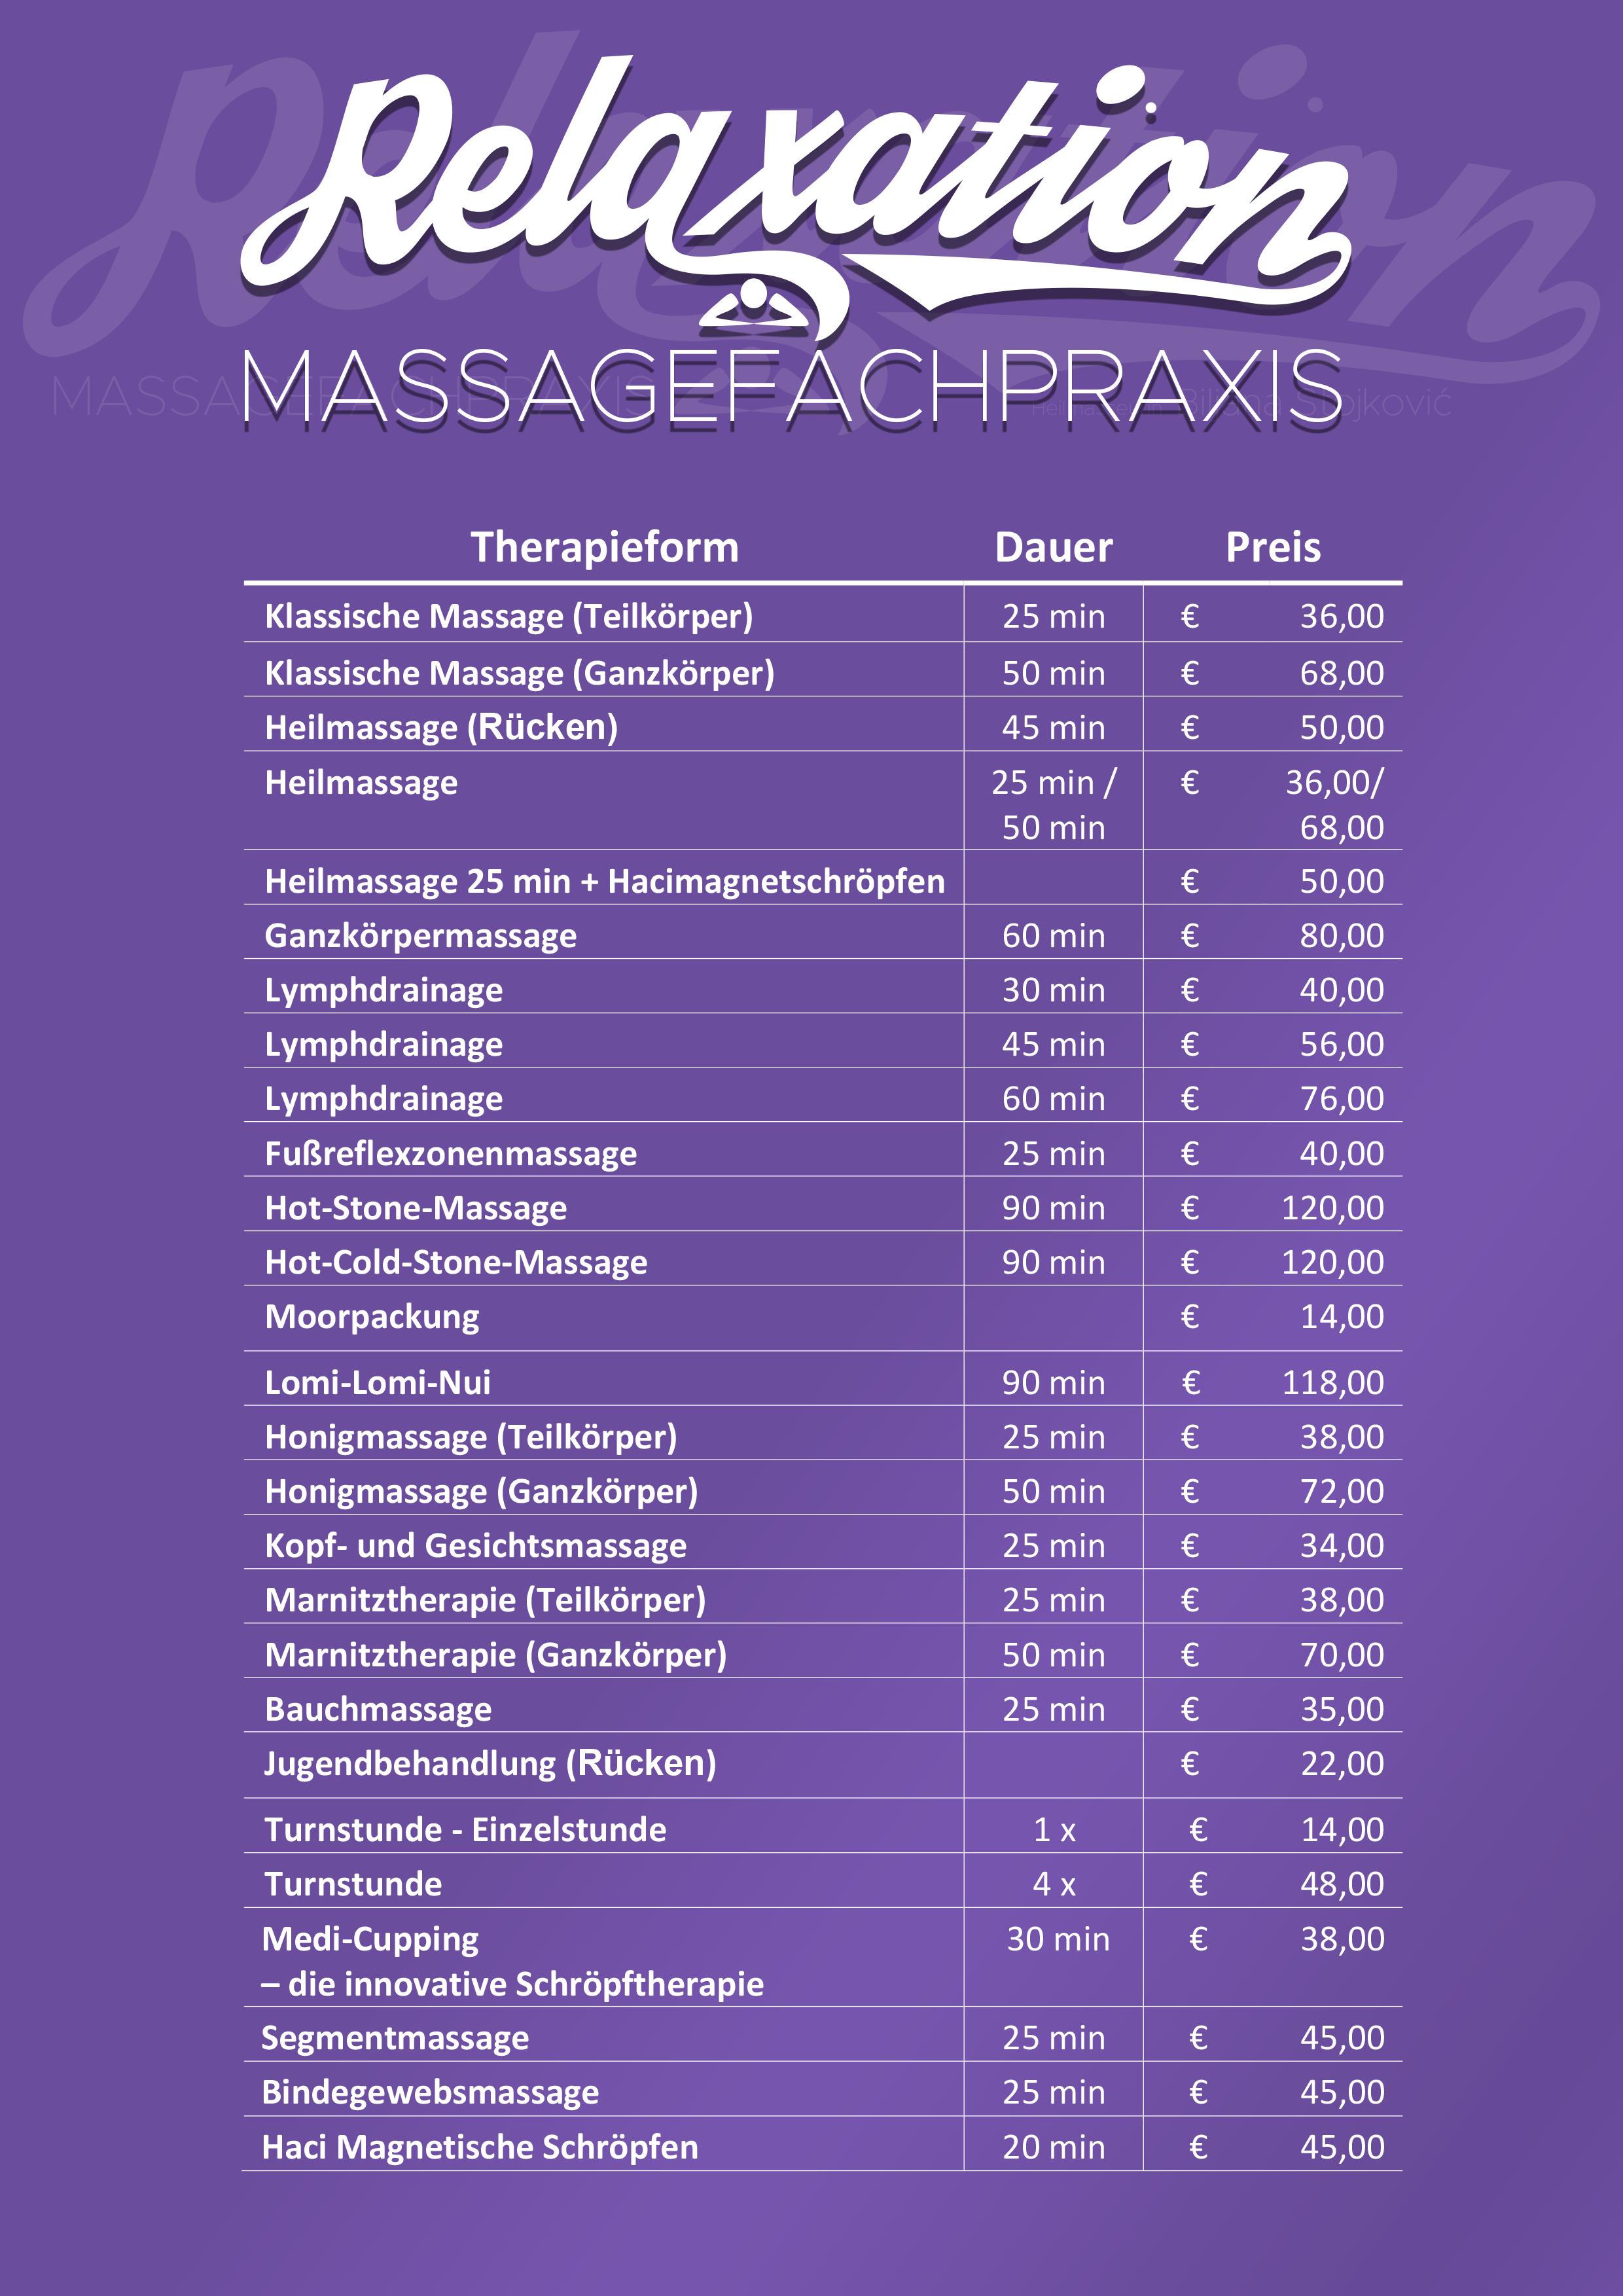 Relaxation
MASSAGEFACHPRAXIS
Therapieform Dauer Preis
Klassische Massage (Teilkörper) 25 min € 36,00
Klassische Massage (Ganzkörper) 50 min € 68,00
Heilmassage (Rücken) 45 min € 50,00
Heilmassage 25 min / € 36,00/
50 min 68,00
Heilmassage 25 min + Hacimagnetschröpfen € 50,00
Ganzkörpermassage 60 min € 80,00
Lymphdrainage 30 min € 40,00
Lymphdrainage 45 min € 56,00
Lymphdrainage 60 min € 76,00
Fußreflexzonenmassage 25 min € 40,00
Hot-Stone-Massage 90 min € 120,00
Hot-Cold-Stone-Massage 90 min € 120,00
Moorpackung € 14,00
Lomi-Lomi-Nui 90 min € 118,00
Honigmassage (Teilkörper) 25 min € 38,00
Honigmassage (Ganzkörper) 50 min € 72,00
Kopf- und Gesichtsmassage 25 min € 34,00
Marnitztherapie (Teilkörper) 25 min € 38,00
Marnitztherapie (Ganzkörper) 50 min € 70,00
Bauchmassage 25 min € 35,00
Jugendbehandlung (Rücken) € 22,00
Turnstunde - Einzelstunde 1 x € 14,00
Turnstunde 4 x € 48,00
Medi-Cupping 30 min € 38,00
– die innovative Schröpftherapie
Segmentmassage 25 min € 45,00
Bindegewebsmassage 25 min € 45,00
Haci Magnetische Schröpfen 20 min € 45,00